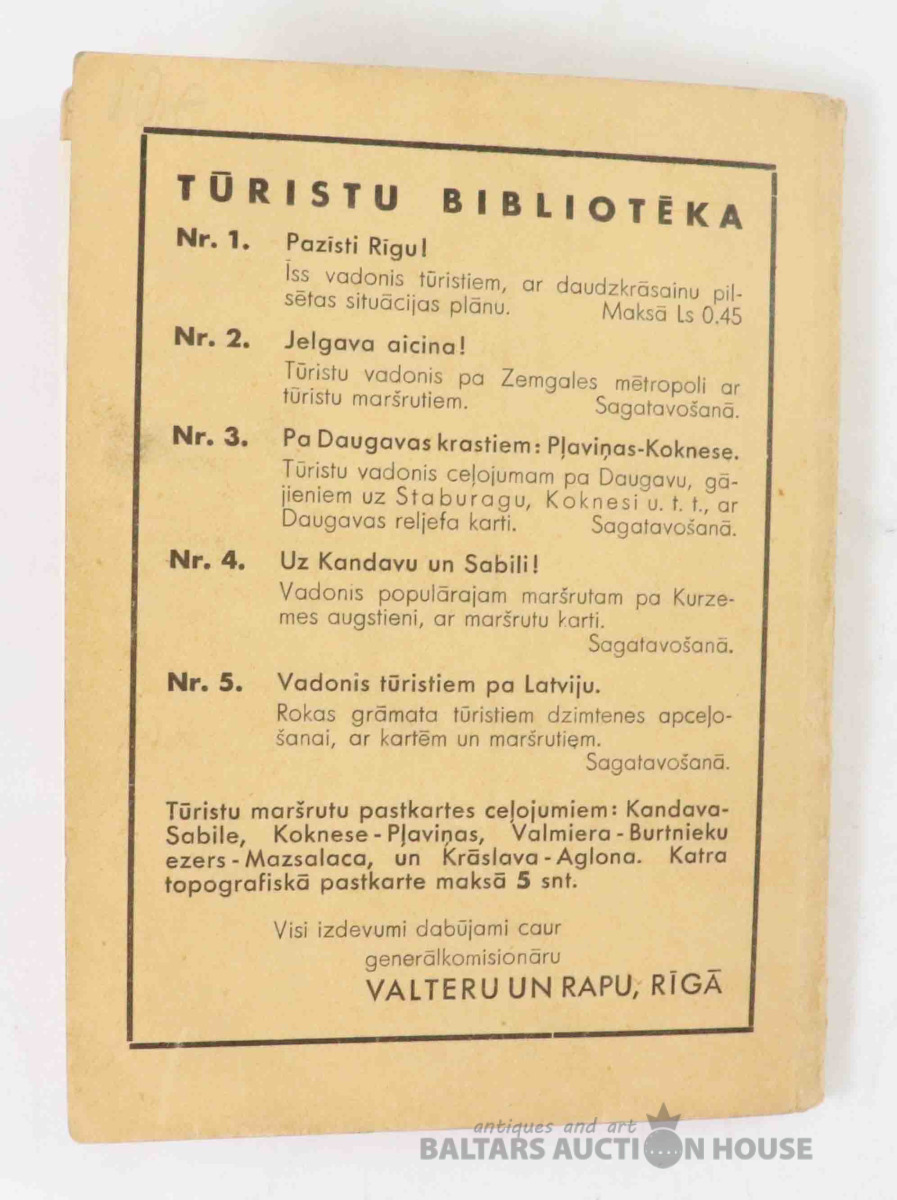 TŪRISTU BIBLIOTĒKA
Nr. 1. Pazīsti Rīgu!
Īss vadonis tūristiem, ar daudzkrāsainu pil-
sētas situācijas plānu. Maksā Ls 0.45
Nr. 2. Jelgava aicina!
Tūristu vadonis pa Zemgales mētropoli ar
tūristu maršrutiem. Sagatavošanā.
Nr. 3. Pa Daugavas krastiem: Pļaviņas-Koknese.
Tūristu vadonis ceļojumam pa Daugavu, gā-
jieniem uz Staburagu, Koknesi u. t. t., ar
Daugavas reljefa karti. Sagatavošanā.
Nr. 4. Uz Kandavu un Sabili!
Vadonis populārajam maršrutam pa Kurze-
mes augstieni, ar maršrutu karti.
Sagatavošanā.
Nr. 5. Vadonis tūristiem pa Latviju.
Rokas grāmata tūristiem dzimtenes apceļo-
šanai, ar kartēm un maršrutiem.
Sagatavošanā.
Tūristu maršrutu pastkartes ceļojumiem: Kandava-
Sabile, Koknese-Pļaviņas, Valmiera-Burtnieku
ezers-Mazsalaca, un Krāslava-Aglona. Katra
topografiskā pastkarte maksā 5 snt.
Visi izdevumi dabūjami caur
generālkomisionāru
VALTERU UN RAPU, RĪGĀ
antiques and art
BALTARS AUCTION HOUSE